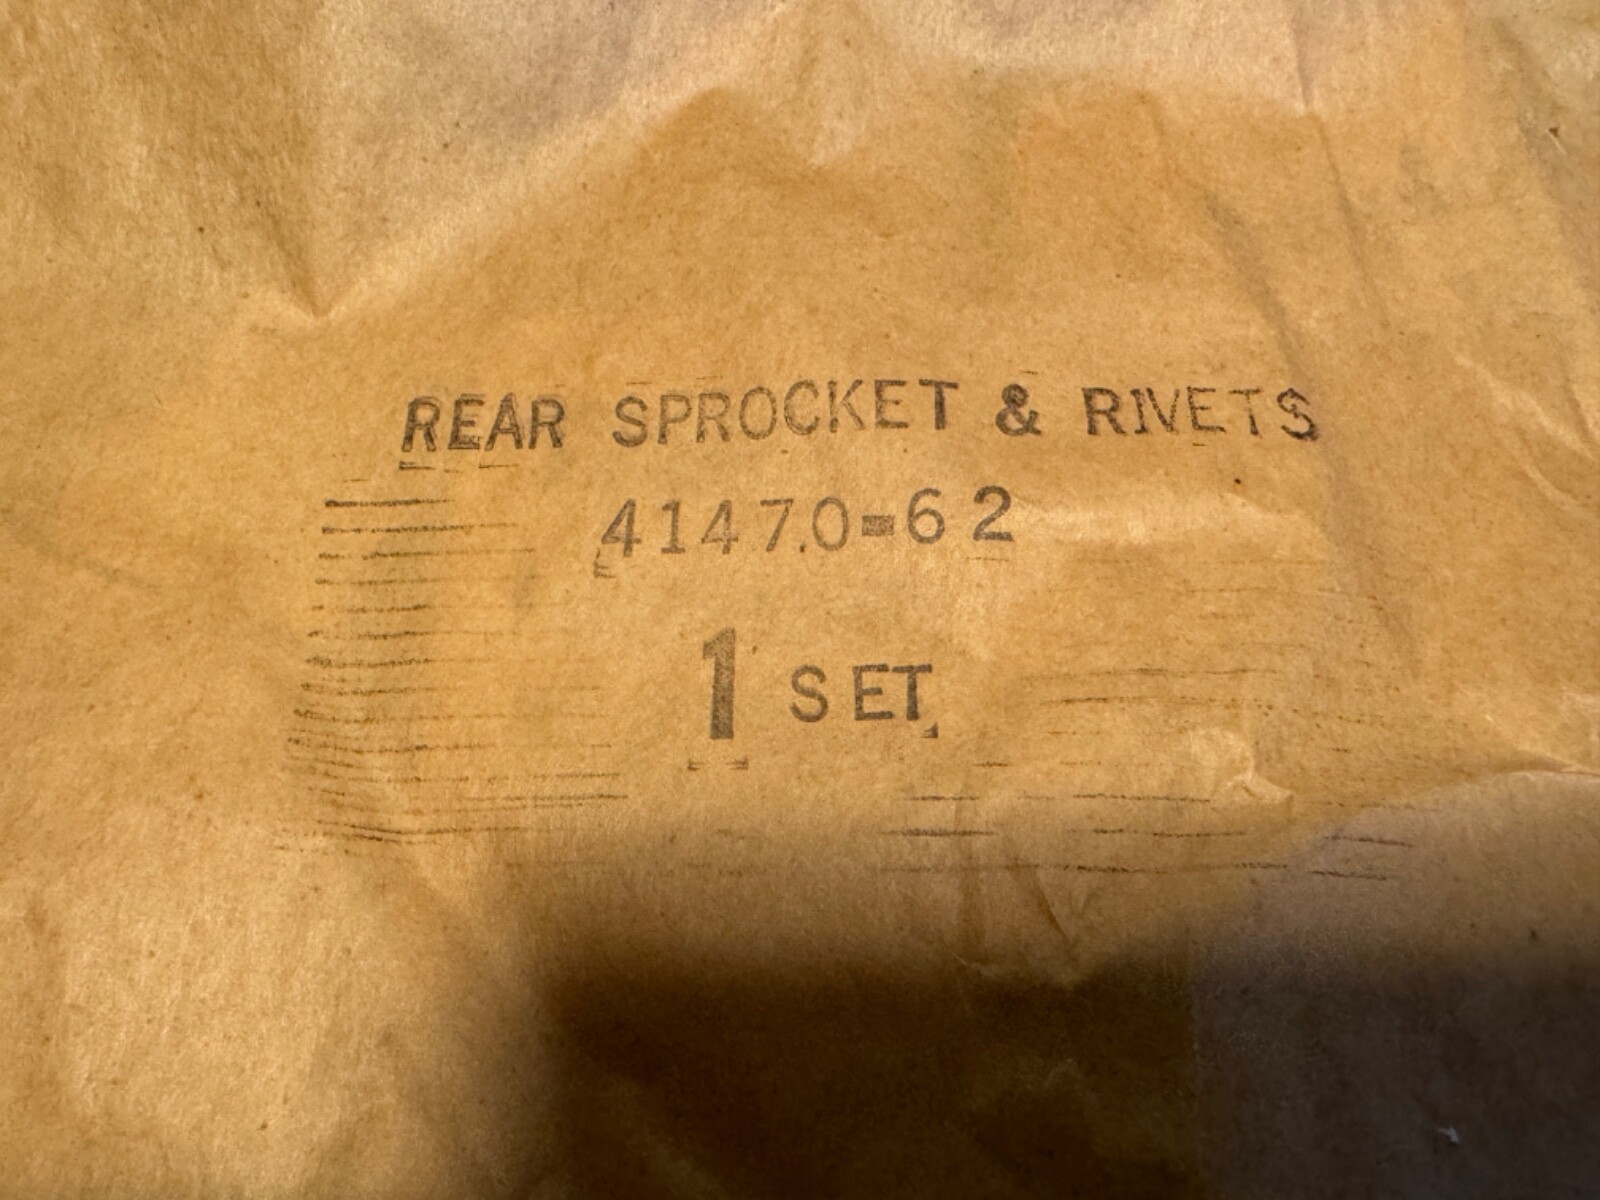 REAR SPROCKET & RIVETS
41470-62
1 SET